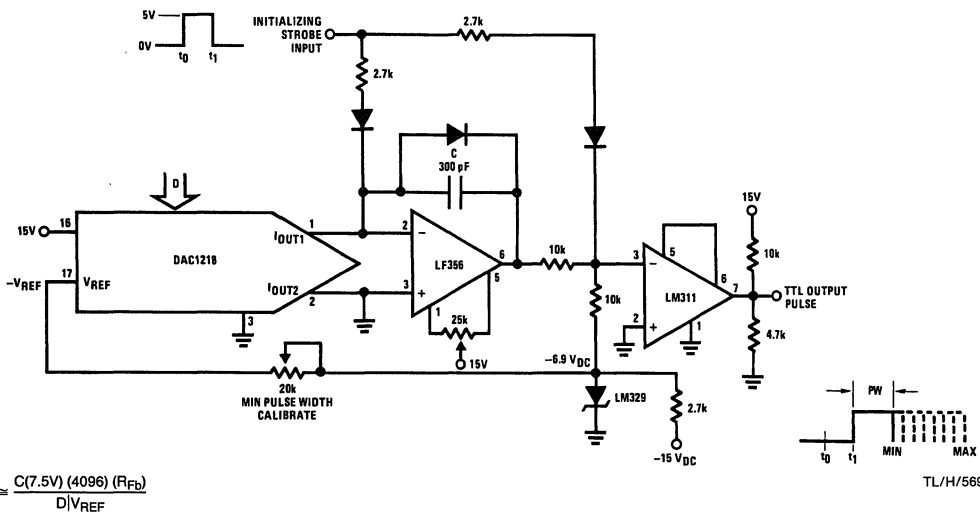 5V
0V
t0
t1
INITIALIZING
STROBE
INPUT
2.7k
2.7k
C
300 pF
D
15V
16
DAC1218
IOUT1
1
2
−
LF356
6
5
10k
3
−
5
6
LM311
7
15V
10k
TTL OUTPUT
PULSE
4.7k
−VREF
17
VREF
IOUT2
2
3
+
3
1
25k
15V
10k
2
+
1
20k
MIN PULSE WIDTH
CALIBRATE
−6.9 VDC
LM329
2.7k
−15 VDC
PW
t0
t1
MIN
MAX
≅ C(7.5V) (4096) (RFb)
D|VREF
TL/H/569